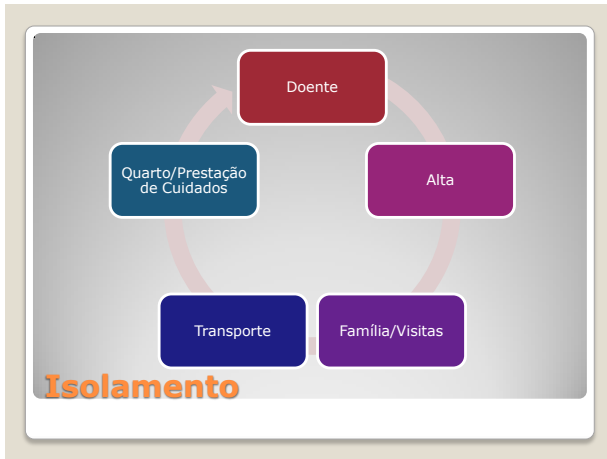 Doente
Alta
Família/Visitas
Transporte
Quarto/Prestação
de Cuidados
Isolamento